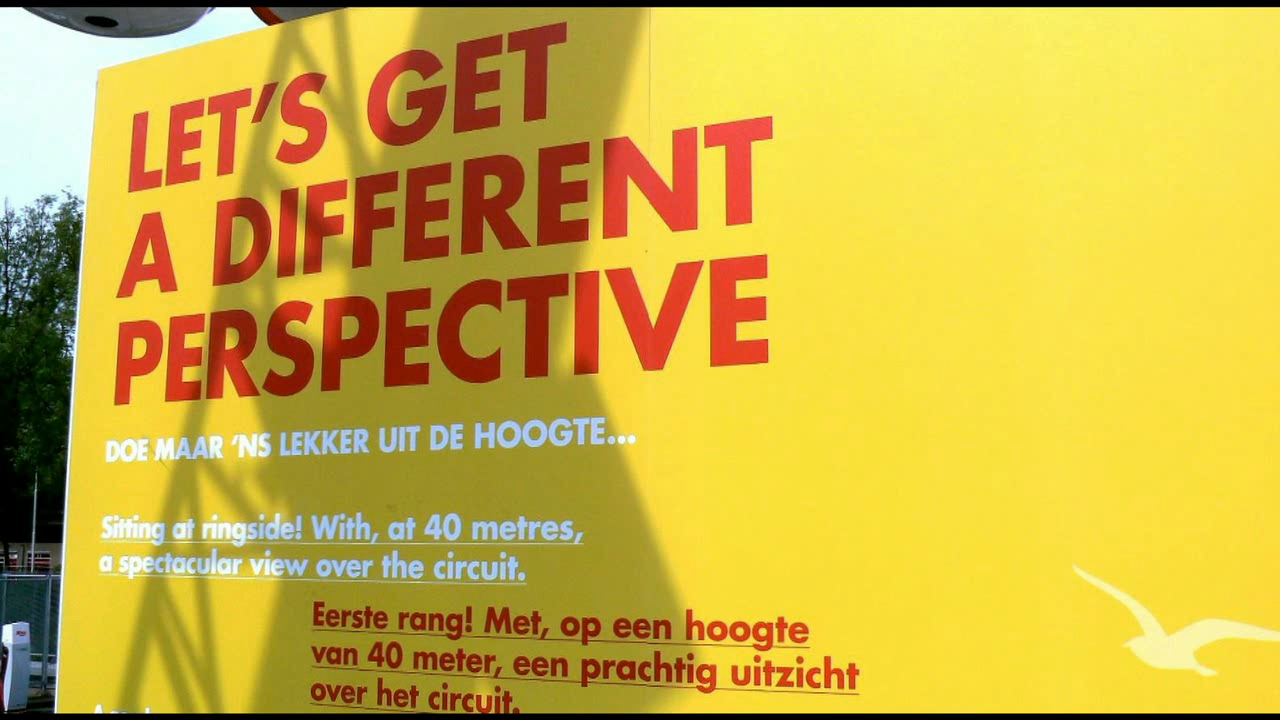 LET'S GET
A DIFFERENT
PERSPECTIVE
DOE MAAR 'NS LEKKER UIT DE HOOGTE...
Sitting at ringside! With, at 40 metres,
a spectacular view over the circuit.
Eerste rang! Met, op een hoogte
van 40 meter, een prachtig uitzicht
over het circuit.